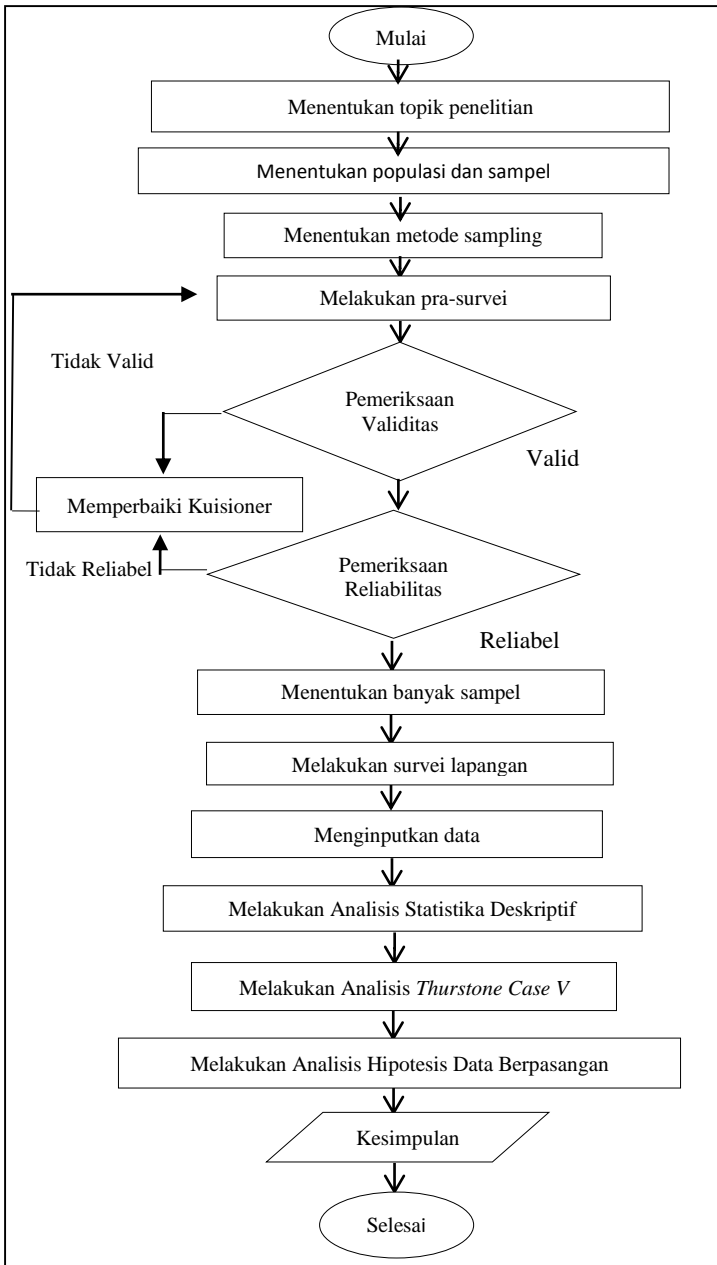 Mulai
Menentukan topik penelitian
Menentukan populasi dan sampel
Menentukan metode sampling
Melakukan pra-survei
Tidak Valid
Pemeriksaan
Validitas
Valid
Memperbaiki Kuisioner
Tidak Reliabel
Pemeriksaan
Reliabilitas
Reliabel
Menentukan banyak sampel
Melakukan survei lapangan
Menginputkan data
Melakukan Analisis Statistika Deskriptif
Melakukan Analisis Thurstone Case V
Melakukan Analisis Hipotesis Data Berpasangan
Kesimpulan
Selesai